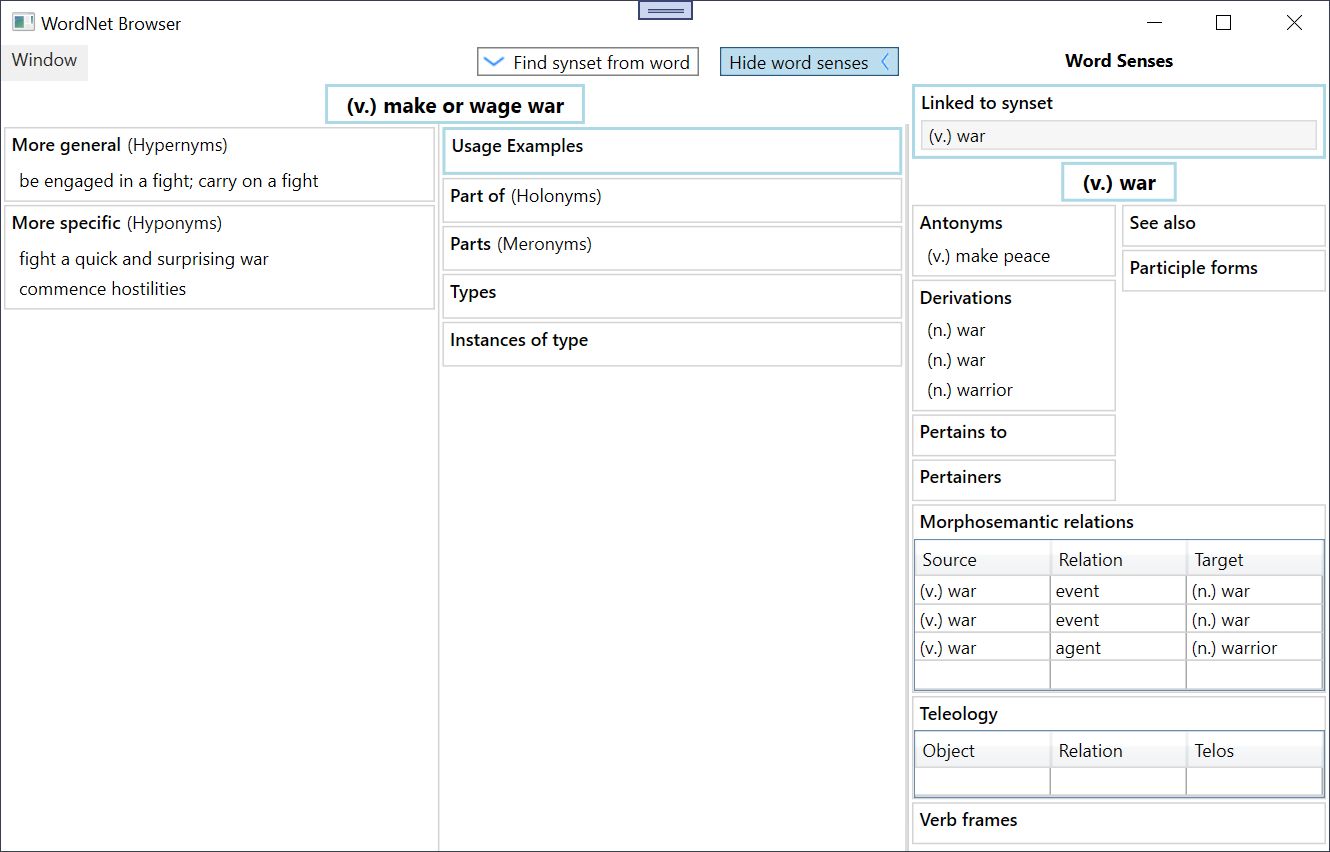 WordNet Browser
Window
Find synset from word
Hide word senses
Word Senses
(v.) make or wage war
More general (Hypernyms)
be engaged in a fight; carry on a fight
More specific (Hyponyms)
fight a quick and surprising war
commence hostilities
Usage Examples
Part of (Holonyms)
Parts (Meronyms)
Types
Instances of type
Linked to synset
(v.) war
(v.) war
Antonyms
(v.) make peace
See also
Participle forms
Derivations
(n.) war
(n.) war
(n.) warrior
Pertains to
Pertainers
Morphosemantic relations
Source Relation Target
(v.) war event (n.) war
(v.) war event (n.) war
(v.) war agent (n.) warrior
Teleology
Object Relation Telos
Verb frames